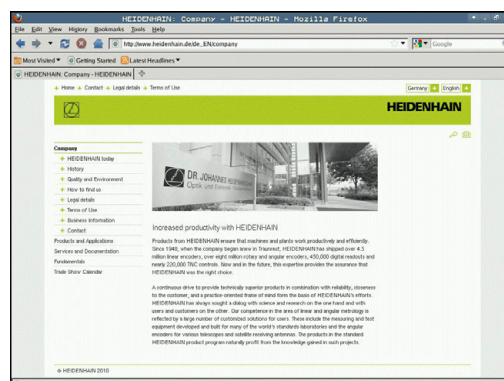 HEIDENHAIN: Company - HEIDENHAIN - Mozilla Firefox
File Edit View History Bookmarks Tools Help
http://www.heidenhain.de/de_EN/company
Google
Most Visited Getting Started Latest Headlines
HEIDENHAIN: Company - HEIDENHAIN
Home Contact Legal details Terms of Use
Germany English
HEIDENHAIN
Company
HEIDENHAIN today
History
Quality and Environment
How to find us
Legal details
Terms of Use
Business Information
Contact
Products and Applications
Services and Documentation
Fundamentals
Trade Show Calendar
DR. JOHANNES HEIDENHAIN
Optik und
Increased productivity with HEIDENHAIN
Products from HEIDENHAIN ensure that machines and plants work productively and efficiently.
Since 1948, when the company began anew in Traunreut, HEIDENHAIN has shipped over 4.5
million linear encoders, over eight million rotary and angular encoders, 450,000 digital readouts and
nearly 220,000 TNC controls. Now and in the future, this expertise provides the assurance that
HEIDENHAIN was the right choice.
A continuous drive to provide technically superior products in combination with reliability, closeness
to the customer, and a practice-oriented frame of mind form the basis of HEIDENHAIN's efforts.
HEIDENHAIN has always sought a dialog with science and research on the one hand and with
users and customers on the other. Our competence in the area of linear and angular metrology is
reflected by a large number of customized solutions for users. These include the measuring and test
equipment developed and built for many of the world's standards laboratories and the angular
encoders for various telescopes and satellite receiving antennas. The products in the standard
HEIDENHAIN product program naturally profit from the knowledge gained in such projects.
© HEIDENHAIN 2010